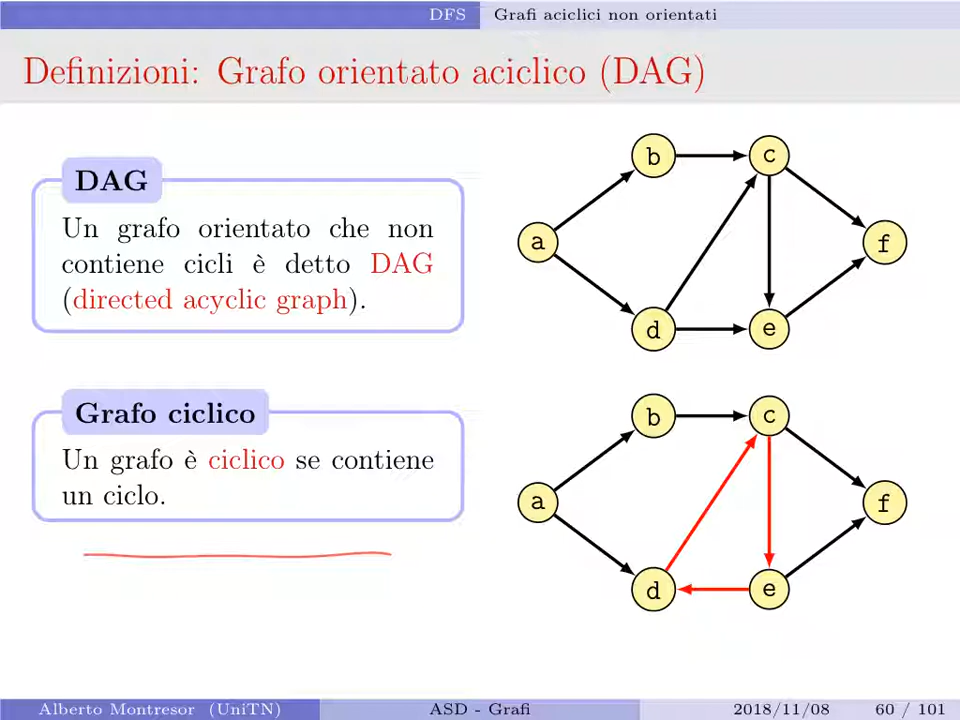 DFS Grafi aciclici non orientati
Definizioni: Grafo orientato aciclico (DAG)
DAG
Un grafo orientato che non
contiene cicli è detto DAG
(directed acyclic graph).
b c
a f
d e
Grafo ciclico
Un grafo è ciclico se contiene
un ciclo.
b c
a f
d e
Alberto Montresor (UniTN) ASD - Grafi 2018/11/08 60 / 101